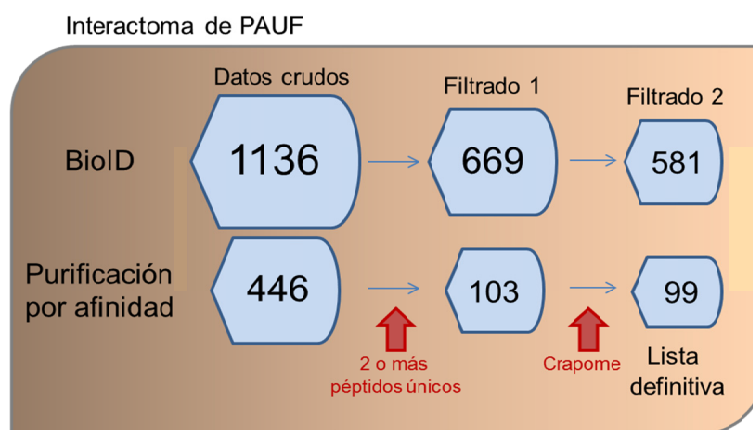 Interactoma de PAUF
Datos crudos
Filtrado 1
Filtrado 2
BioID
1136
669
581
Purificación
por afinidad
446
103
99
2 o más
péptidos únicos
Crapome
Lista
definitiva